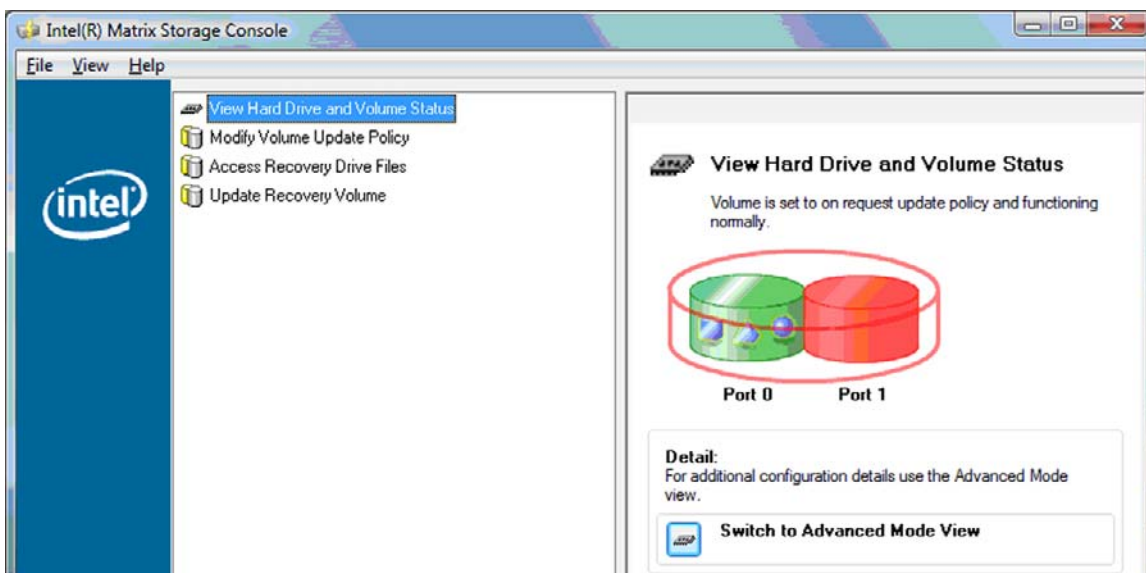 Intel(R) Matrix Storage Console
File View Help
intel
View Hard Drive and Volume Status
Modify Volume Update Policy
Access Recovery Drive Files
Update Recovery Volume
View Hard Drive and Volume Status
Volume is set to on request update policy and functioning
normally.
Port 0 Port 1
Detail:
For additional configuration details use the Advanced Mode
view.
Switch to Advanced Mode View